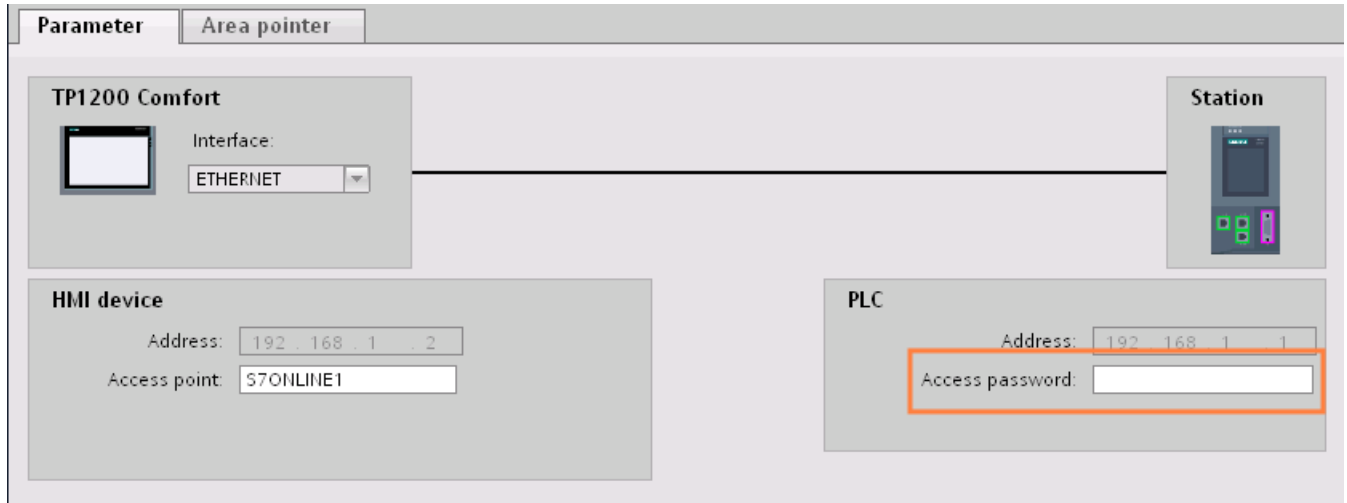 Parameter Area pointer
TP1200 Comfort
Interface:
ETHERNET
Station
HMI device
Address: 192 . 168 . 1 . 2
Access point: S7ONLINE1
PLC
Address: 192 . 168 . 1 . 1
Access password: